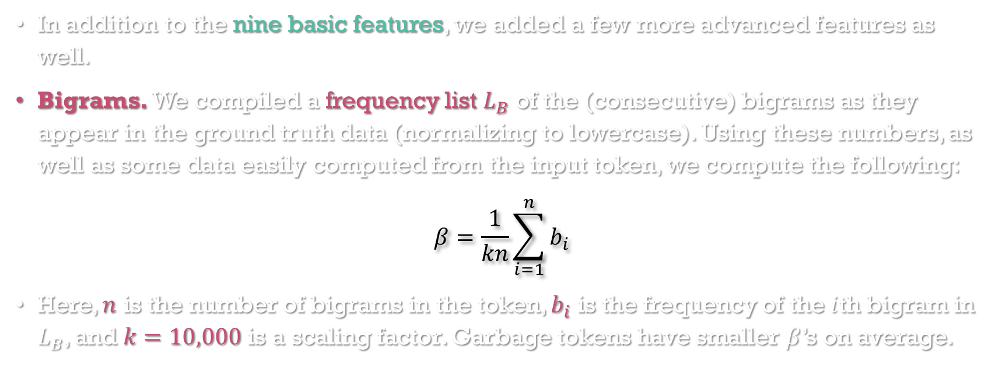 • In addition to the nine basic features, we added a few more advanced features as
well.
• Bigrams. We compiled a frequency list L_B of the (consecutive) bigrams as they
appear in the ground truth data (normalizing to lowercase). Using these numbers, as
well as some data easily computed from the input token, we compute the following:
β = \frac{1}{kn} \sum_{i=1}^{n} b_i
• Here, n is the number of bigrams in the token, b_i is the frequency of the ith bigram in
L_B, and k = 10,000 is a scaling factor. Garbage tokens have smaller β's on average.